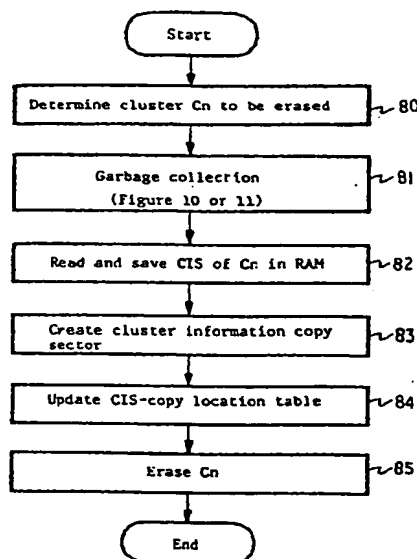 Start
Determine cluster Cn to be erased
80
Garbage collection
(Figure 10 or 11)
81
Read and save CIS of Cn in RAM
82
Create cluster information copy
sector
83
Update CIS-copy location table
84
Erase Cn
85
End